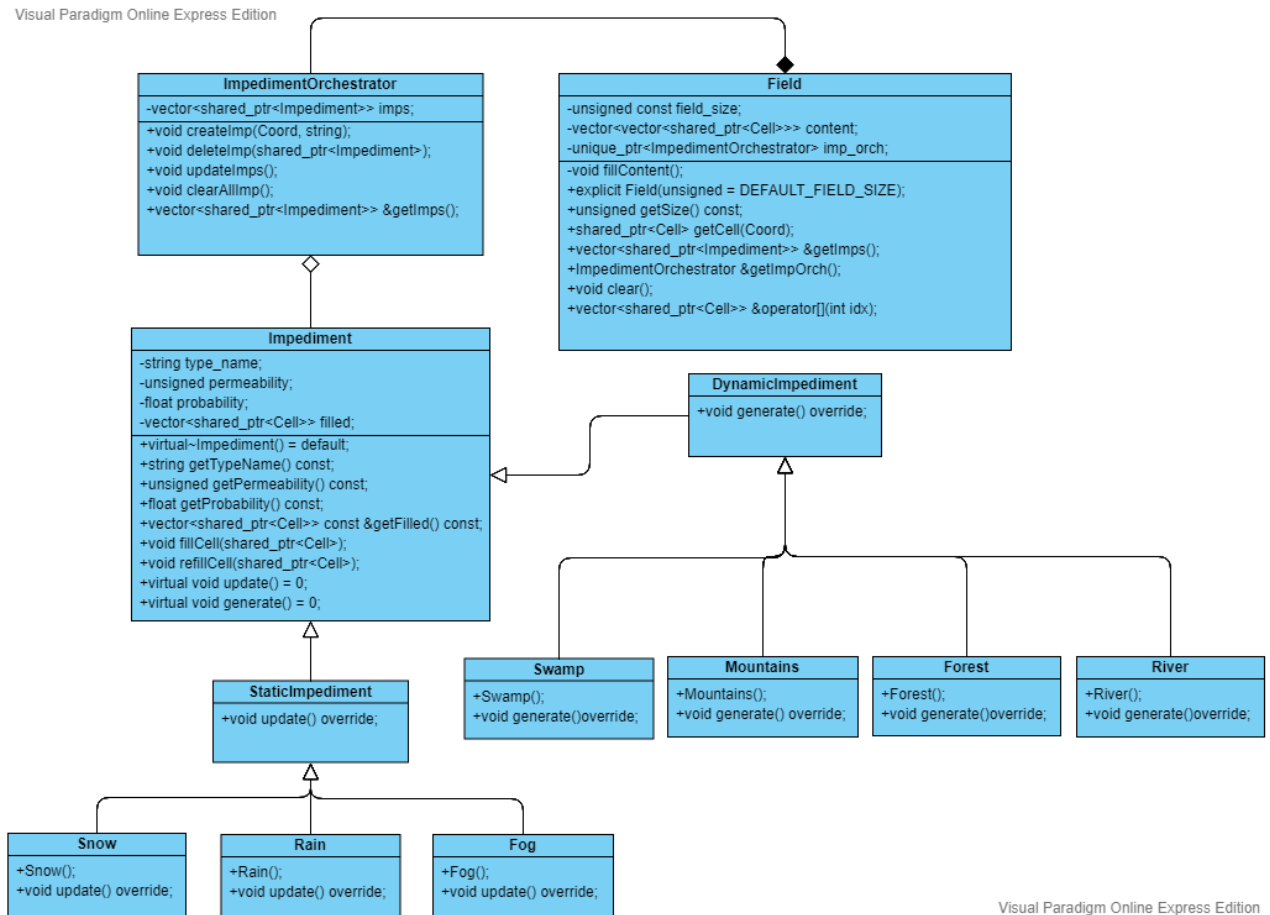 Visual Paradigm Online Express Edition
ImpedimentOrchestrator
-vector<shared_ptr<Impediment>> imps;
+void createImp(Coord, string);
+void deleteImp(shared_ptr<Impediment>);
+void updateImps();
+void clearAllImp();
+vector<shared_ptr<Impediment>> &getImps();
Field
-unsigned const field_size;
-vector<vector<shared_ptr<Cell>>> content;
-unique_ptr<ImpedimentOrchestrator> imp_orch;
-void fillContent();
+explicit Field(unsigned = DEFAULT_FIELD_SIZE);
+unsigned getSize() const;
+shared_ptr<Cell> getCell(Coord);
+vector<shared_ptr<Impediment>> &getImps();
+ImpedimentOrchestrator &getImpOrch();
+void clear();
+vector<shared_ptr<Cell>> &operator[](int idx);
Impediment
-string type_name;
-unsigned permeability;
-float probability;
-vector<shared_ptr<Cell>> filled;
+virtual~Impediment() = default;
+string getTypeName() const;
+unsigned getPermeability() const;
+float getProbability() const;
+vector<shared_ptr<Cell>> const &getFilled() const;
+void fillCell(shared_ptr<Cell>);
+void refillCell(shared_ptr<Cell>);
+virtual void update() = 0;
+virtual void generate() = 0;
DynamicImpediment
+void generate() override;
StaticImpediment
+void update() override;
Swamp
+Swamp();
+void generate()override;
Mountains
+Mountains();
+void generate() override;
Forest
+Forest();
+void generate()override;
River
+River();
+void generate()override;
Snow
+Snow();
+void update() override;
Rain
+Rain();
+void update() override;
Fog
+Fog();
+void update() override;
Visual Paradigm Online Express Edition